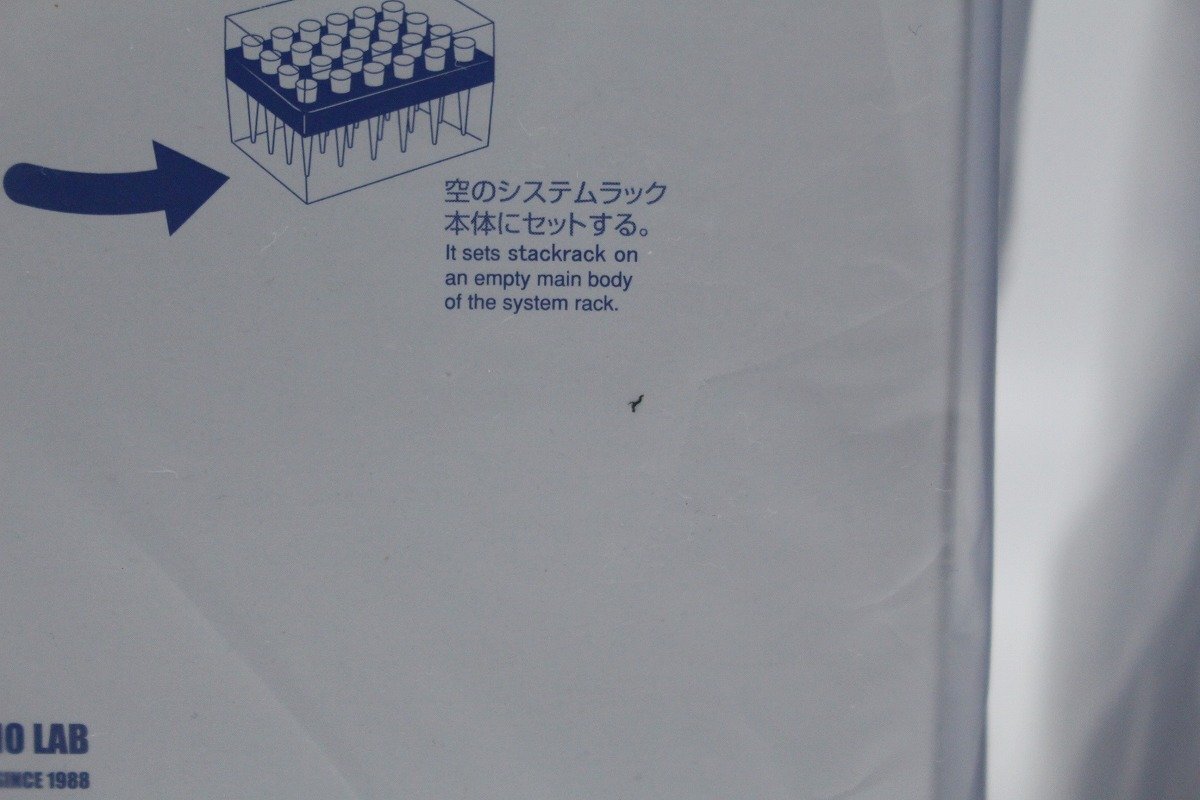 空のシステムラック
本体にセットする。
It sets stackrack on
an empty main body
of the system rack.
LAB
SINCE 1988